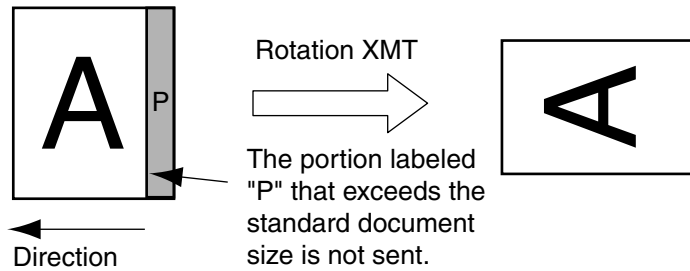 A
P
Direction
Rotation XMT
The portion labeled
"P" that exceeds the
standard document
size is not sent.
A